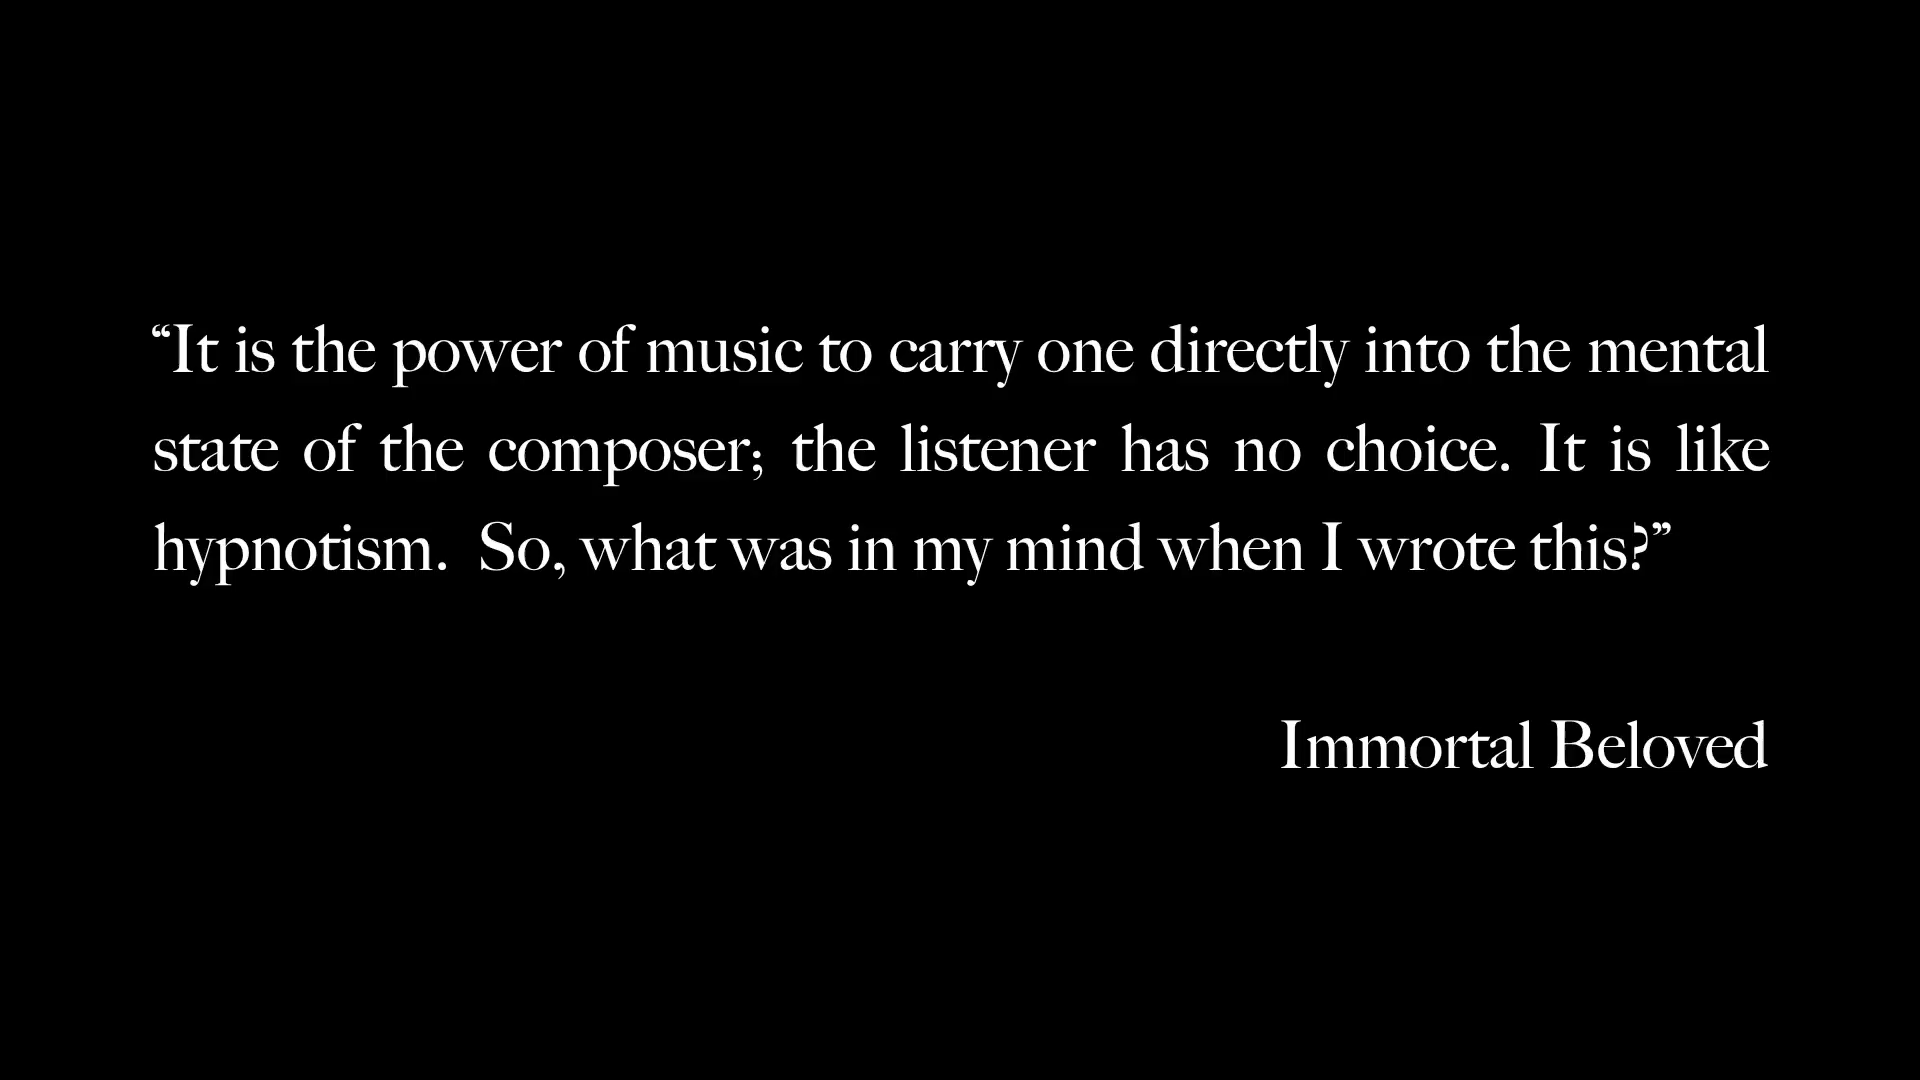 “It is the power of music to carry one directly into the mental
state of the composer; the listener has no choice. It is like
hypnotism.  So, what was in my mind when I wrote this?”
Immortal Beloved